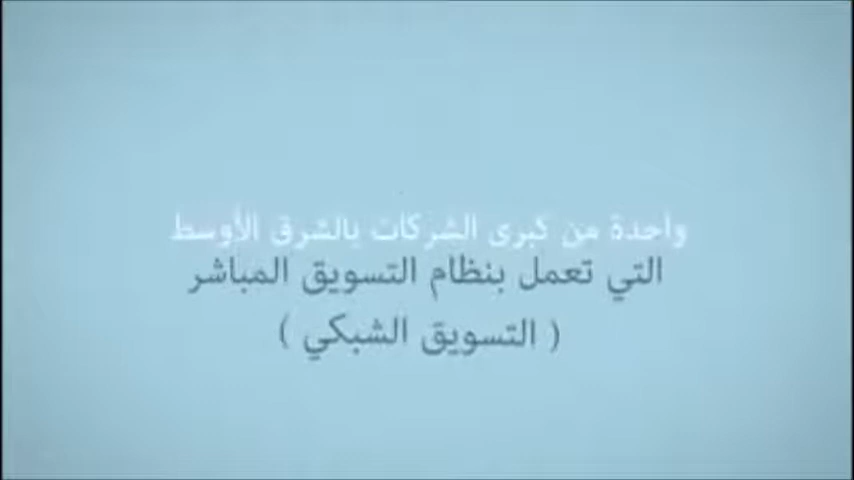 واحدة من كبرى الشركات بالشرق الأوسط
التي تعمل بنظام التسويق المباشر
( التسويق الشبكي )